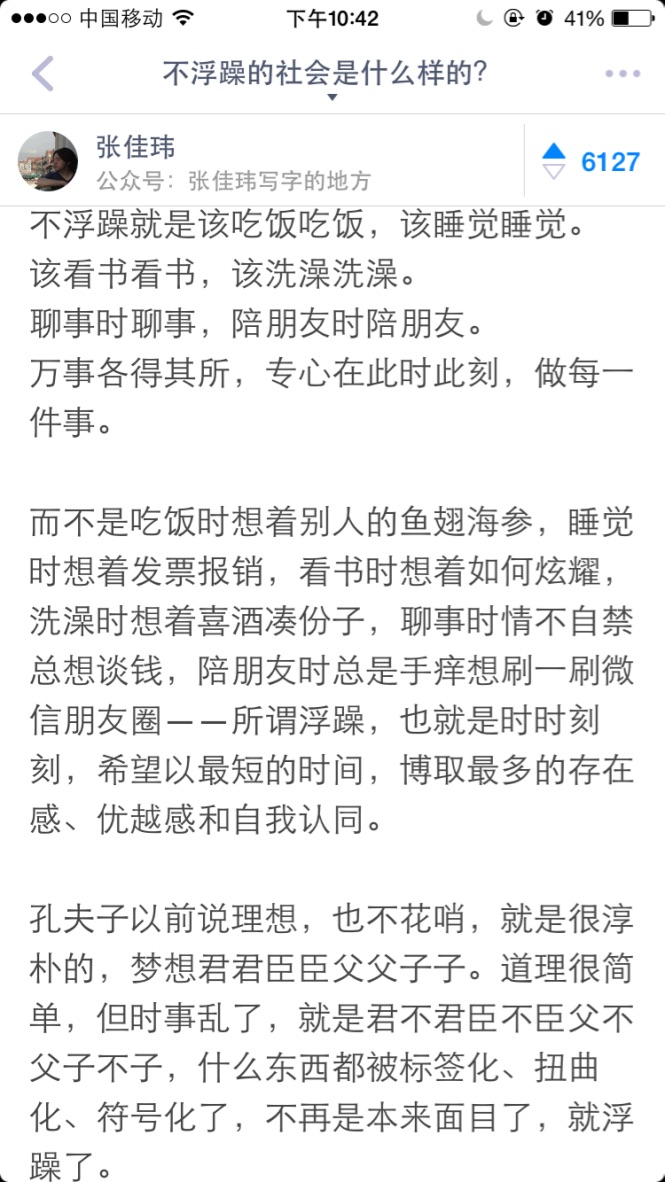 中国移动 下午10:42 41%
不浮躁的社会是什么样的?
张佳玮
公众号：张佳玮写字的地方
6127
不浮躁就是该吃饭吃饭，该睡觉睡觉。
该看书看书，该洗澡洗澡。
聊事时聊事，陪朋友时陪朋友。
万事各得其所，专心在此时此刻，做每一
件事。
而不是吃饭时想着别人的鱼翅海参，睡觉
时想着发票报销，看书时想着如何炫耀，
洗澡时想着喜酒凑份子，聊事时情不自禁
总想谈钱，陪朋友时总是手痒想刷一刷微
信朋友圈——所谓浮躁，也就是时时刻
刻，希望以最短的时间，博取最多的存在
感、优越感和自我认同。
孔夫子以前说理想，也不花哨，就是很淳
朴的，梦想君君臣臣父父子子。道理很简
单，但时事乱了，就是君不君臣不臣父不
父子不子，什么东西都被标签化、扭曲
化、符号化了，不再是本来面目了，就浮
躁了。